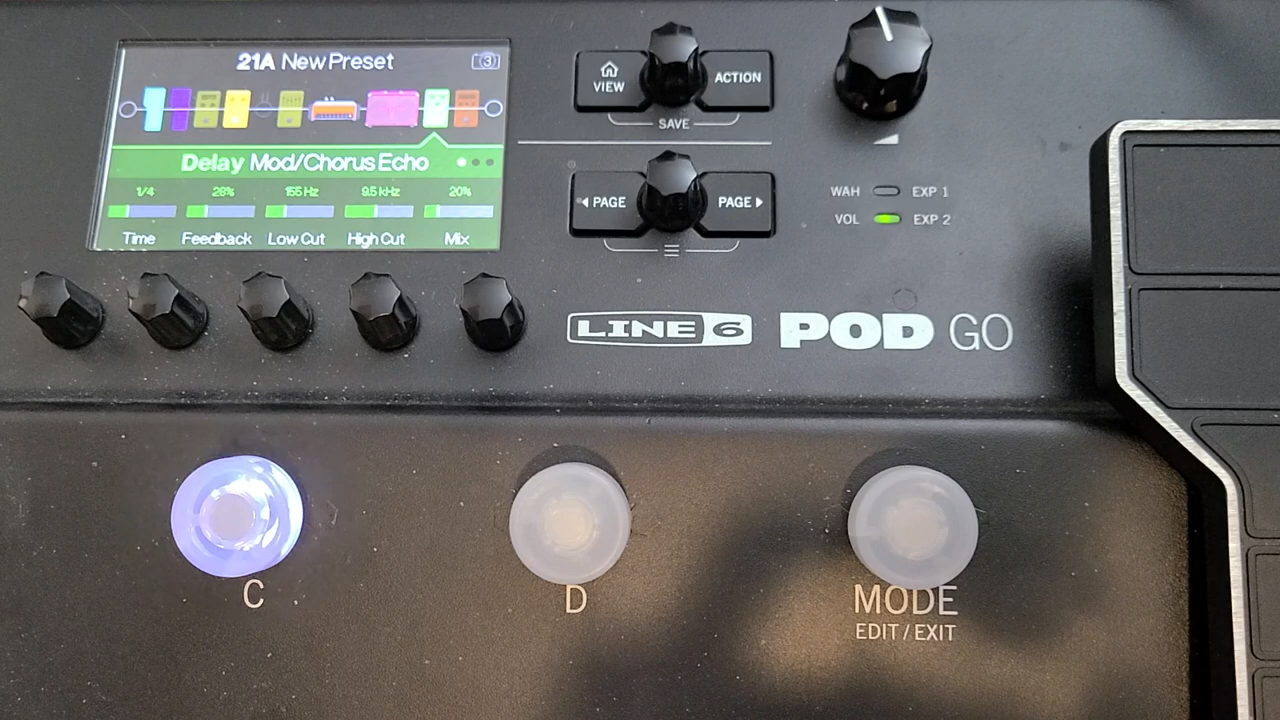 21A New Preset
3
Delay Mod/Chorus Echo
1/4 26% 155 Hz 9.5 kHz 20%
Time Feedback Low Cut High Cut Mix
VIEW ACTION
SAVE
PAGE PAGE
WAH EXP 1
VOL EXP 2
LINE 6 POD GO
C D MODE
EDIT / EXIT